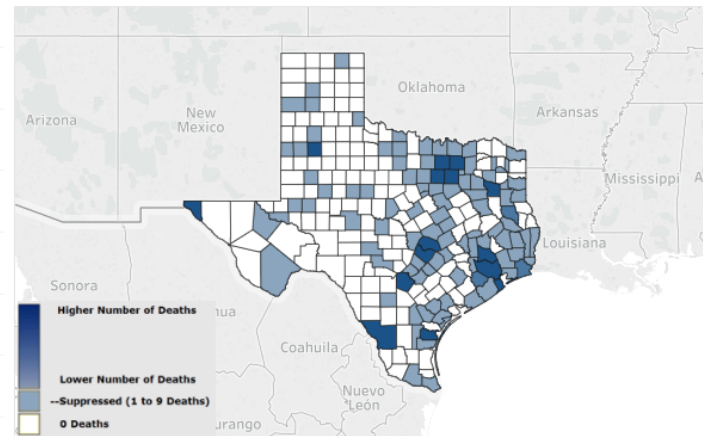 Oklahoma
Arizona
New
Mexico
Arkansas
Mississippi
Louisiana
Sonora
Coahuila
Nuevo
León
Higher Number of Deaths
Lower Number of Deaths
--Suppressed (1 to 9 Deaths)
0 Deaths